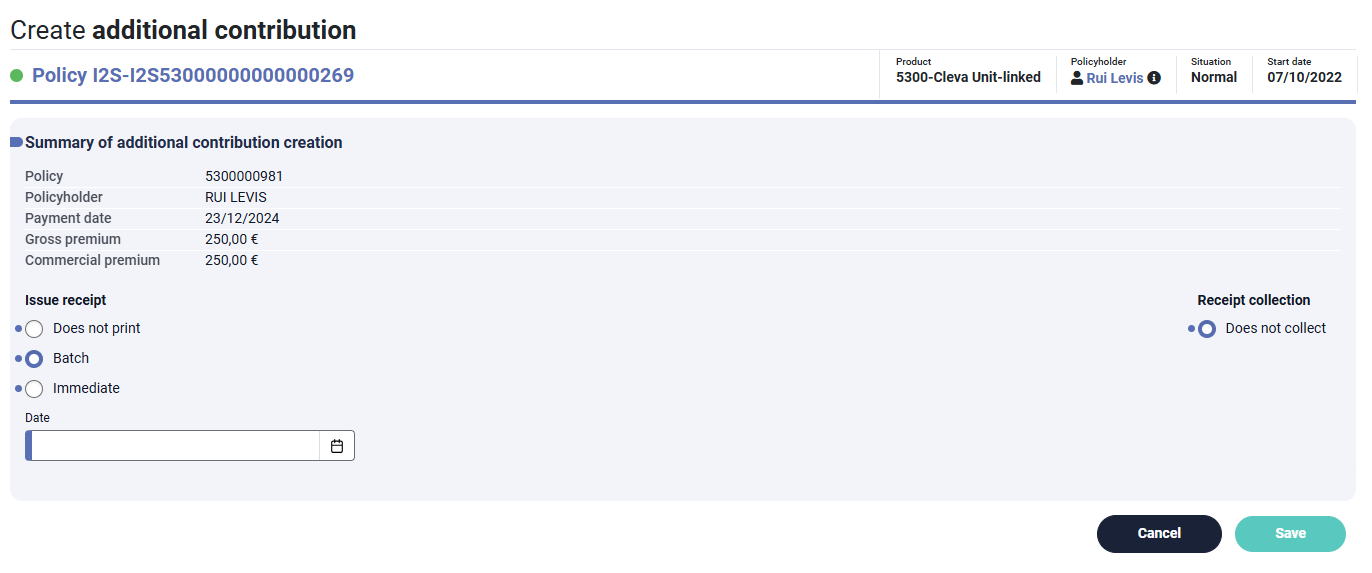 Create additional contribution
Policy I2S-I2S53000000000000269
Product
5300-Cleva Unit-linked
Policyholder
Rui Levis
Situation
Normal
Start date
07/10/2022
Summary of additional contribution creation
Policy 5300000981
Policyholder RUI LEVIS
Payment date 23/12/2024
Gross premium 250,00 €
Commercial premium 250,00 €
Issue receipt
Does not print
Batch
Immediate
Date
Receipt collection
Does not collect
Cancel
Save